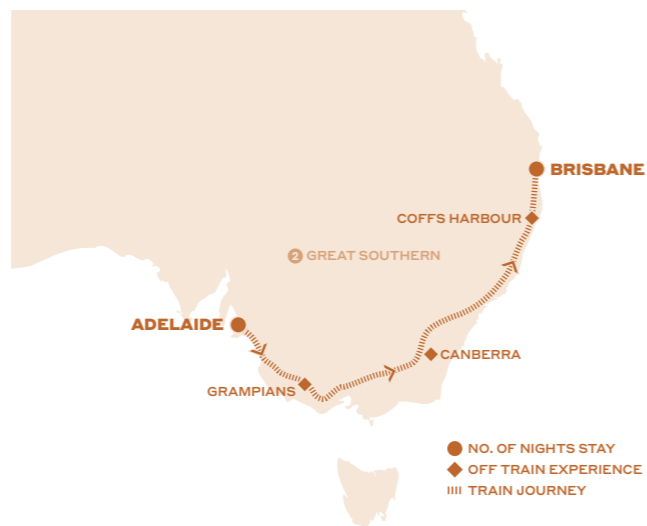 BRISBANE
COFFS HARBOUR
2 GREAT SOUTHERN
ADELAIDE
CANBERRA
GRAMPIANS
NO. OF NIGHTS STAY
OFF TRAIN EXPERIENCE
TRAIN JOURNEY